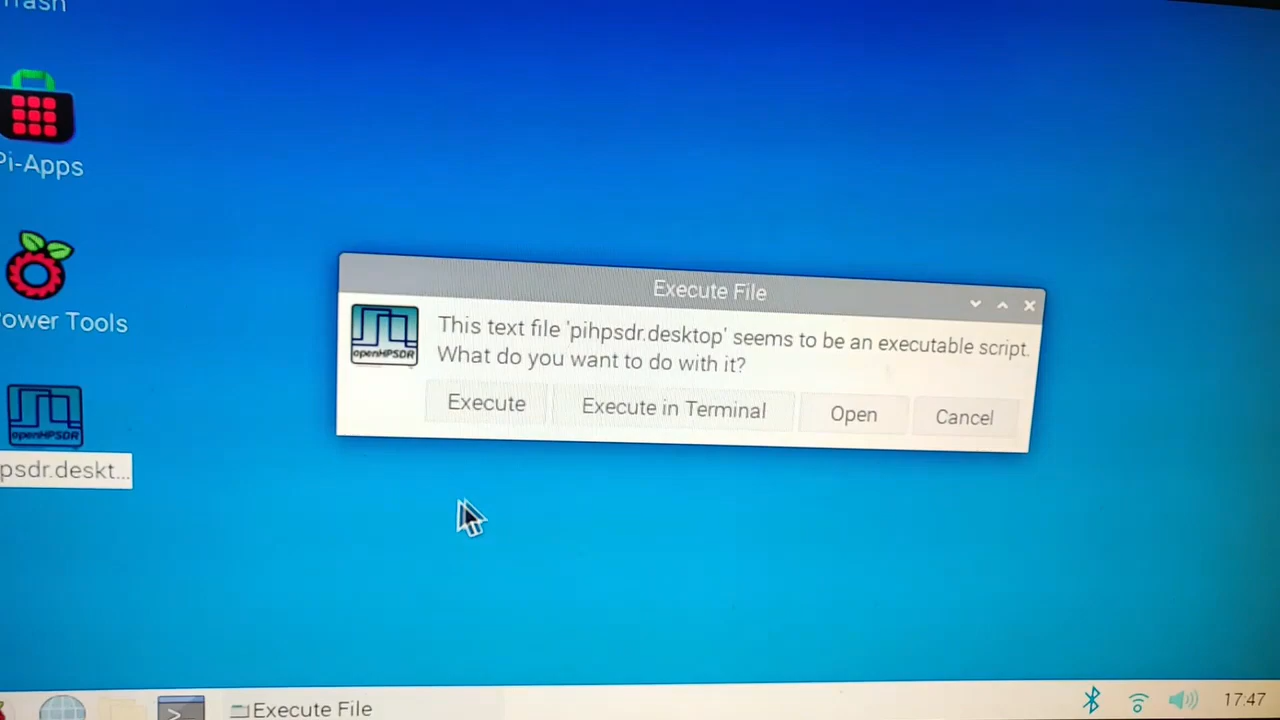 Pi-Apps
ower Tools
openHPSDR
psdr.deskt...
Execute File
openHPSDR
This text file 'pihpsdr.desktop' seems to be an executable script.
What do you want to do with it?
Execute
Execute in Terminal
Open
Cancel
>_
Execute File
17:47